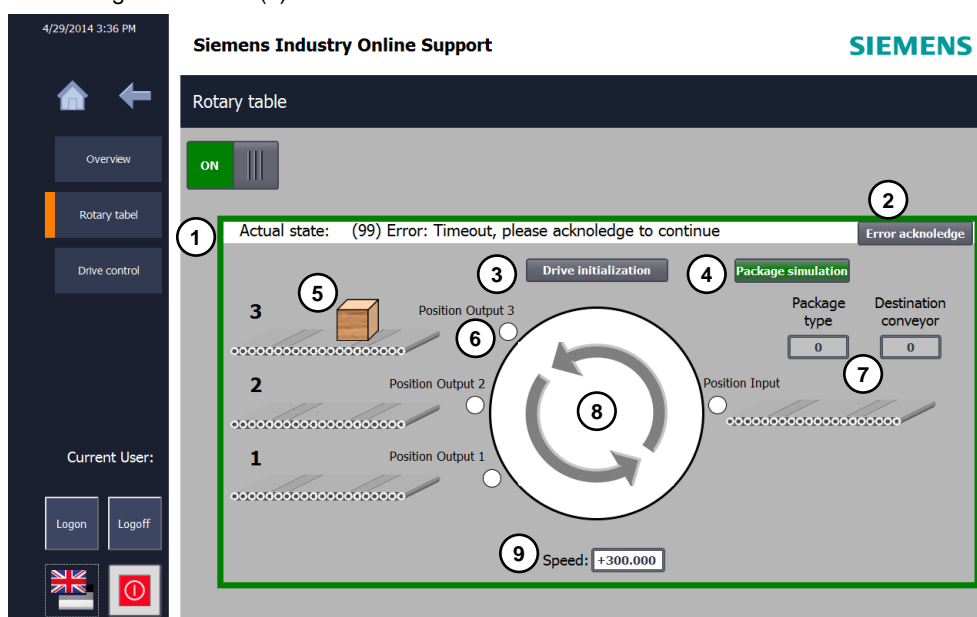 4/29/2014 3:36 PM
Siemens Industry Online Support
SIEMENS
Rotary table
Overview
ON
Rotary tabel
2
1
Actual state: (99) Error: Timeout, please acknoledge to continue
Error acknoledge
Drive control
3
Drive initialization
4
Package simulation
5
3
Position Output 3
6
Package type
Destination conveyor
0
0
7
2
Position Output 2
8
Position Input
1
Position Output 1
Current User:
Logon
Logoff
9
Speed:
+300.000